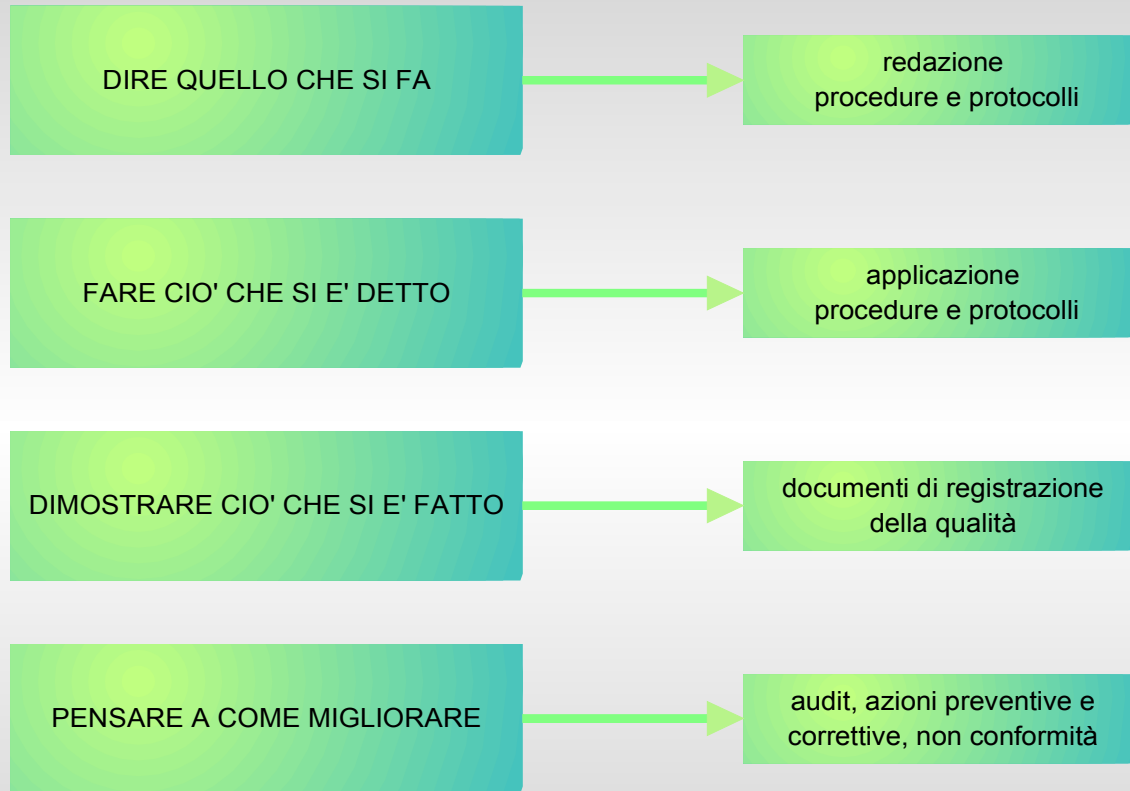 DIRE QUELLO CHE SI FA
redazione
procedure e protocolli
FARE CIO' CHE SI E' DETTO
applicazione
procedure e protocolli
DIMOSTRARE CIO' CHE SI E' FATTO
documenti di registrazione
della qualità
PENSARE A COME MIGLIORARE
audit, azioni preventive e
correttive, non conformità